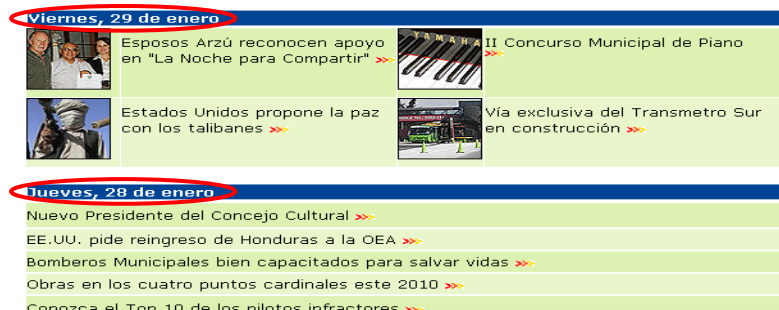 Viernes, 29 de enero
Esposos Arzú reconocen apoyo
en "La Noche para Compartir"
YAMAHA
II Concurso Municipal de Piano
Estados Unidos propone la paz
con los talibanes
Vía exclusiva del Transmetro Sur
en construcción
Jueves, 28 de enero
Nuevo Presidente del Concejo Cultural
EE.UU. pide reingreso de Honduras a la OEA
Bomberos Municipales bien capacitados para salvar vidas
Obras en los cuatro puntos cardinales este 2010
Conozca el Top 10 de los pilotos infractores